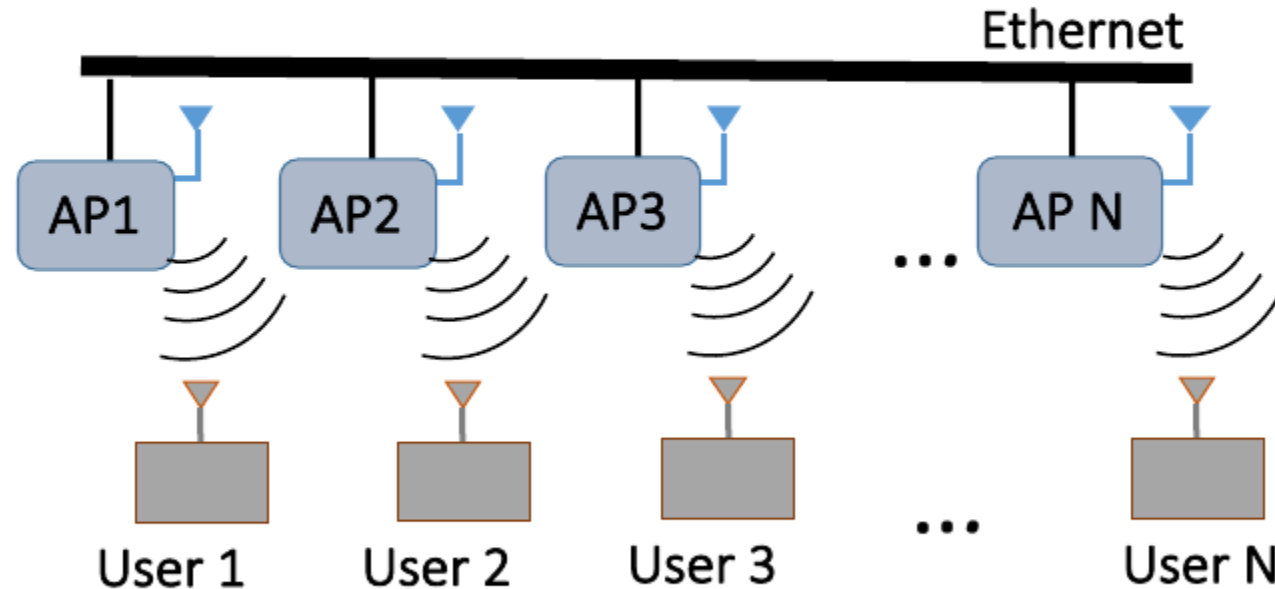 Ethernet
AP1 AP2 AP3 ... AP N
User 1 User 2 User 3 ... User N